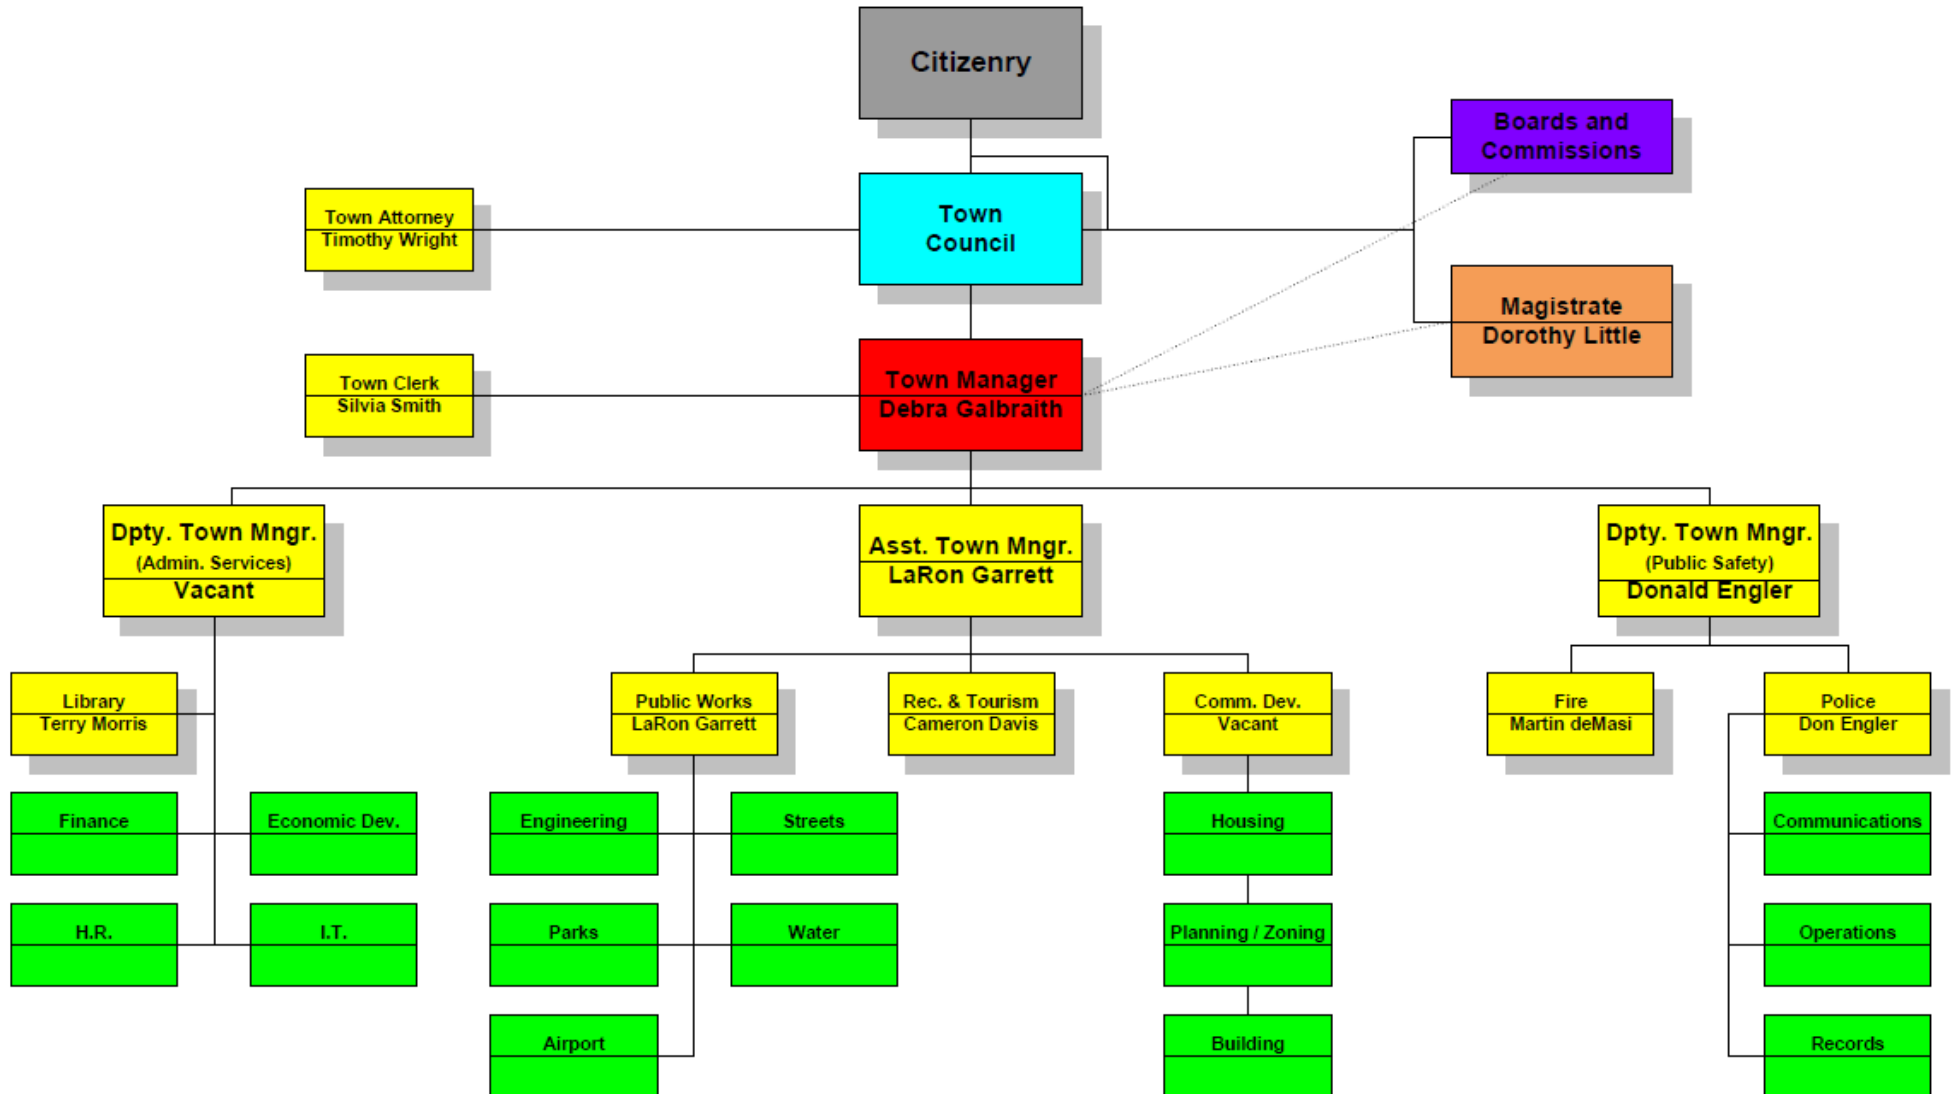 Citizenry
Boards and
Commissions
Town Attorney
Timothy Wright
Town
Council
Magistrate
Dorothy Little
Town Clerk
Silvia Smith
Town Manager
Debra Galbraith
Dpty. Town Mngr.
(Admin. Services)
Vacant
Asst. Town Mngr.
LaRon Garrett
Dpty. Town Mngr.
(Public Safety)
Donald Engler
Library
Terry Morris
Public Works
LaRon Garrett
Rec. & Tourism
Cameron Davis
Comm. Dev.
Vacant
Fire
Martin deMasi
Police
Don Engler
Finance
Economic Dev.
Engineering
Streets
Housing
Communications
H.R.
I.T.
Parks
Water
Planning / Zoning
Operations
Airport
Building
Records